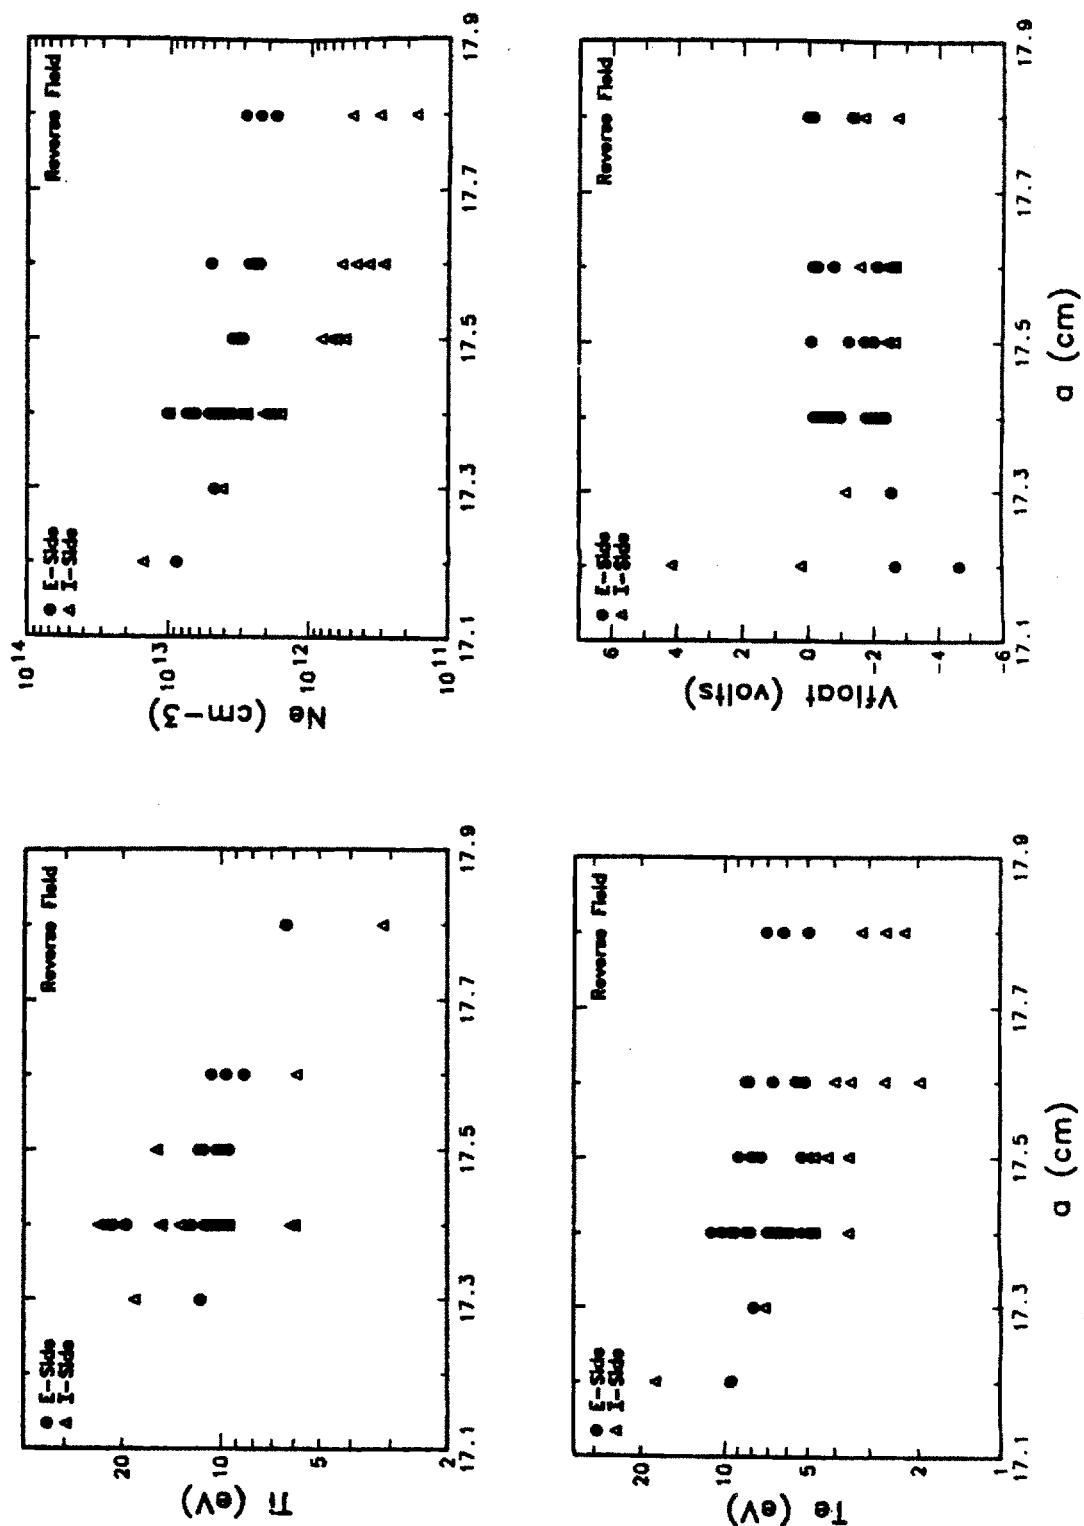 Ti (eV)
20
10
5
2
● E-Side
△ I-Side
Reverse Field
17.1
17.3
17.5
17.7
17.9
Ne (cm-3)
10^14
10^13
10^12
10^11
● E-Side
△ I-Side
Reverse Field
17.1
17.3
17.5
17.7
17.9
Te (eV)
20
10
5
2
1
● E-Side
△ I-Side
Reverse Field
17.1
17.3
17.5
17.7
17.9
a (cm)
Vfloat (volts)
6
4
2
0
-2
-4
-6
● E-Side
△ I-Side
Reverse Field
17.1
17.3
17.5
17.7
17.9
a (cm)